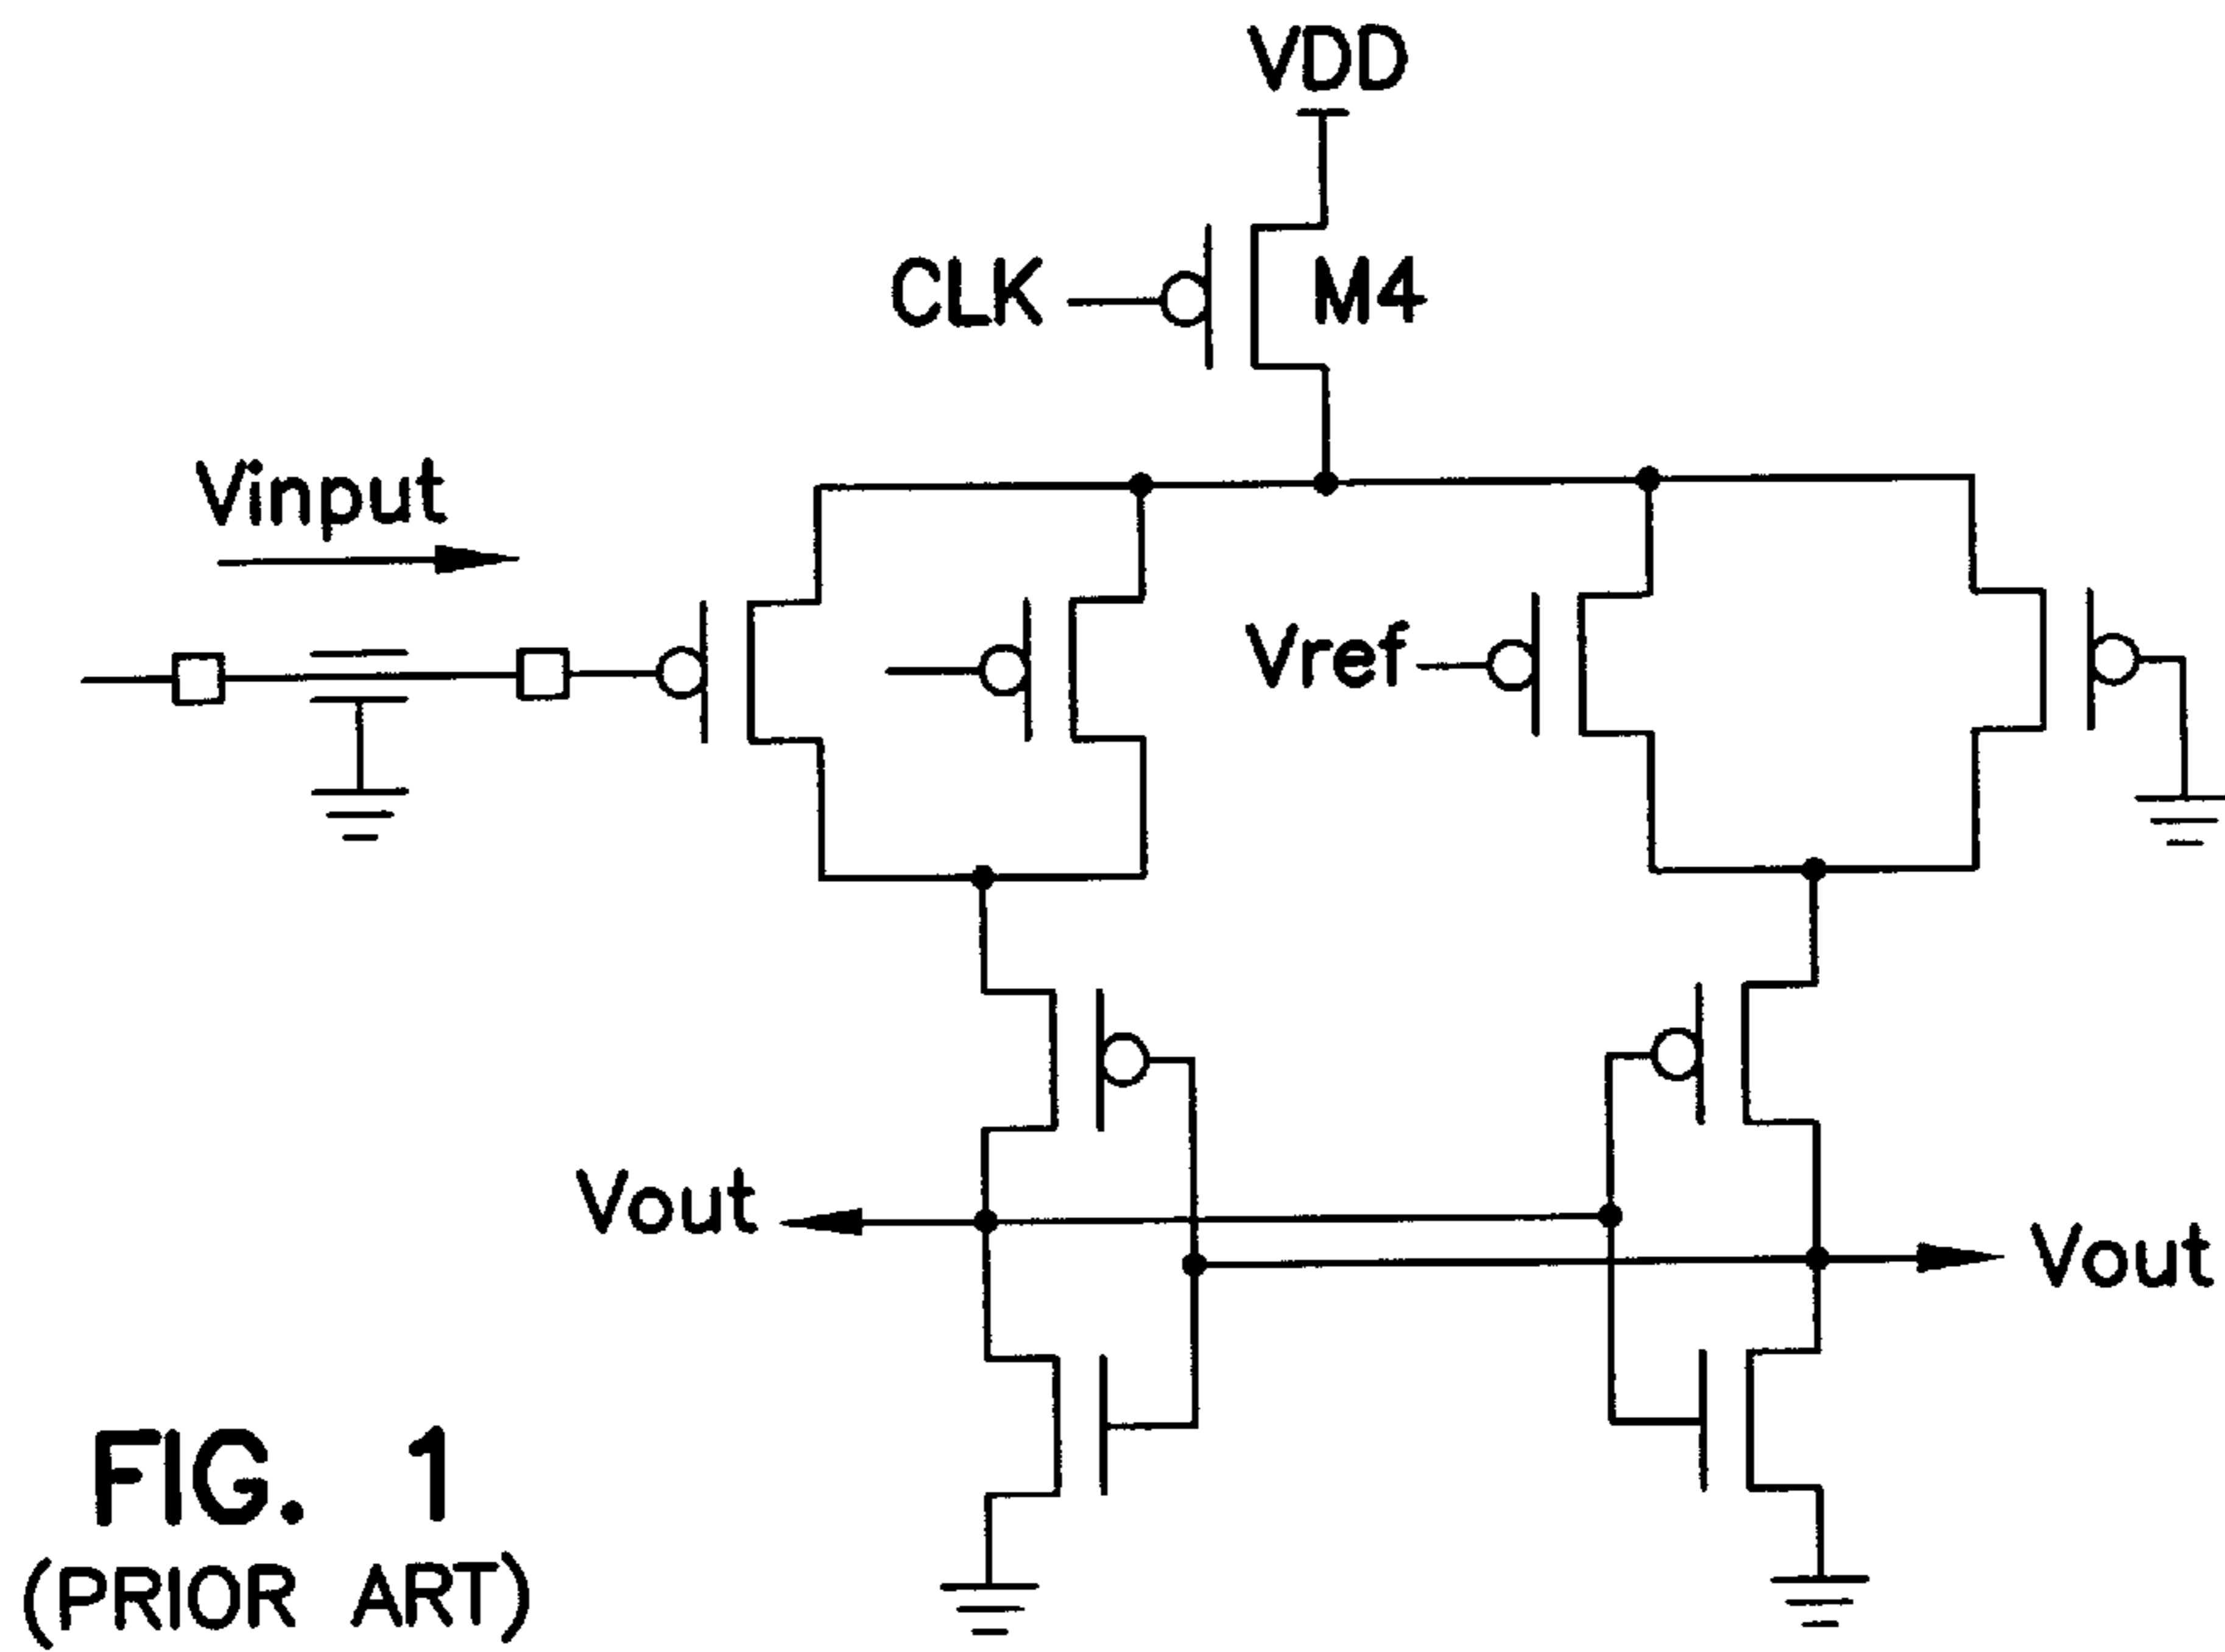 VDD
CLK
M4
Vinput
Vref
Vout
Vout
FIG. 1
(PRIOR ART)